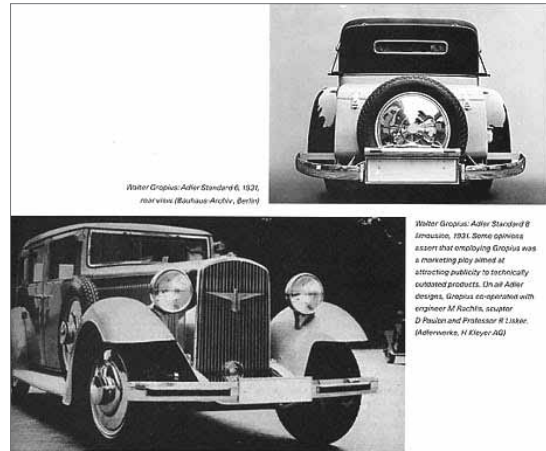 Walter Gropius: Adler Standard 6, 1931,
rear view (Bauhaus-Archiv, Berlin)
Walter Gropius: Adler Standard 8
limousine, 1931. Some opinions
assert that employing Gropius was
a marketing ploy aimed at
attracting publicity to technically
outdated products. On all Adler
designs, Gropius co-operated with
engineer M Rachlis, sculptor
D Paulon and Professor R Lisker.
(Adlerwerke, H Kleyer AG)